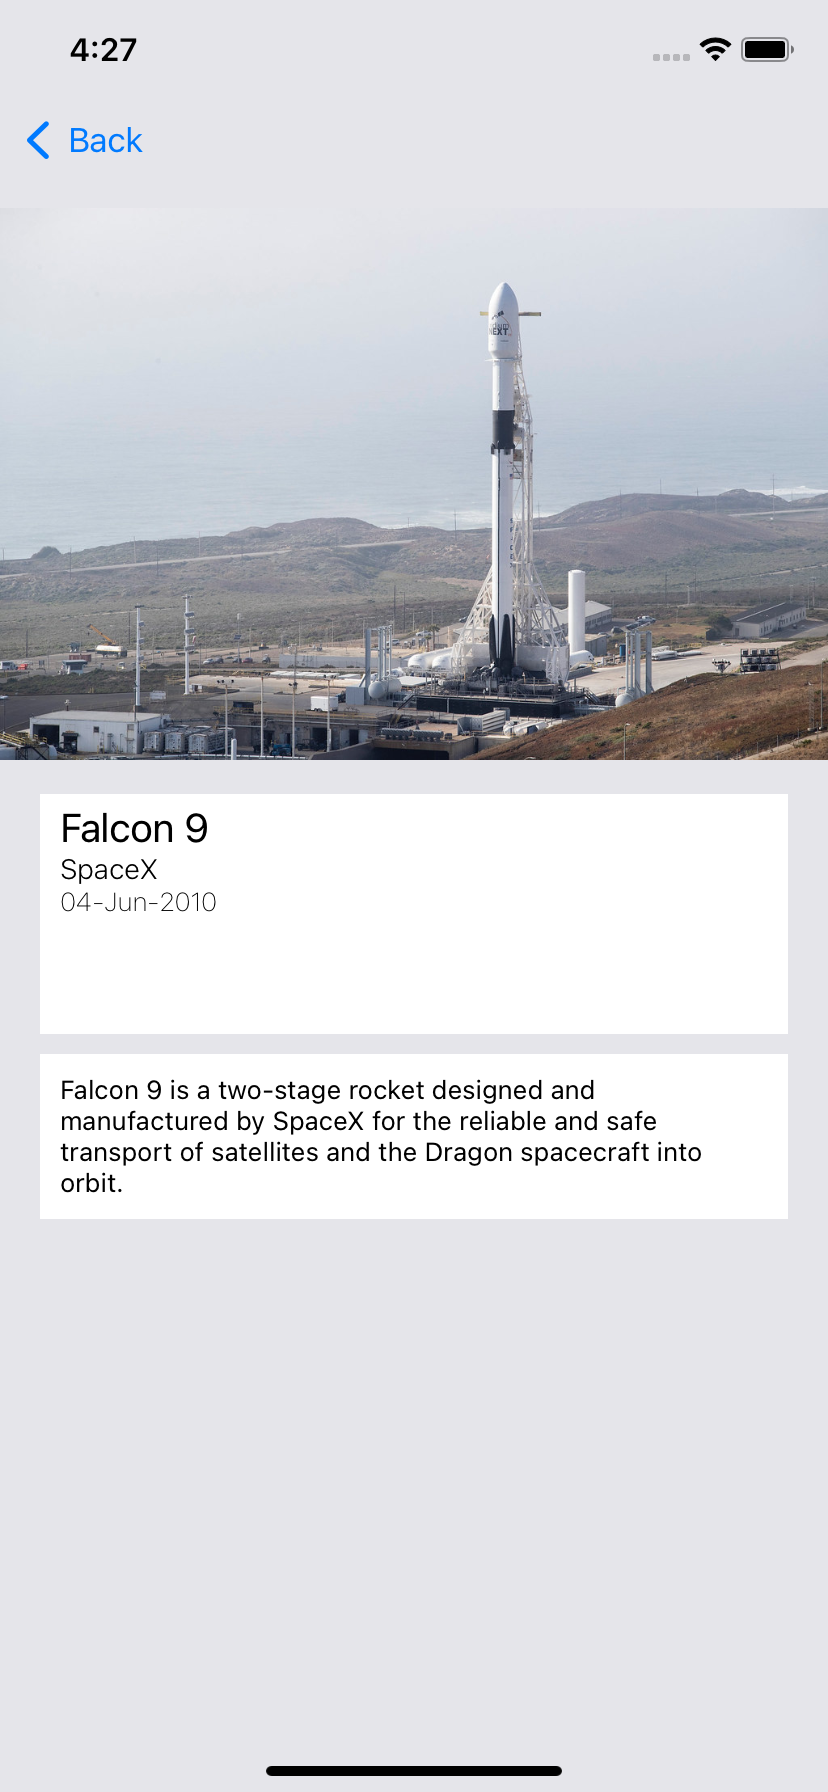 4:27
Back
NEXT
Falcon 9
SpaceX
04-Jun-2010
Falcon 9 is a two-stage rocket designed and
manufactured by SpaceX for the reliable and safe
transport of satellites and the Dragon spacecraft into
orbit.